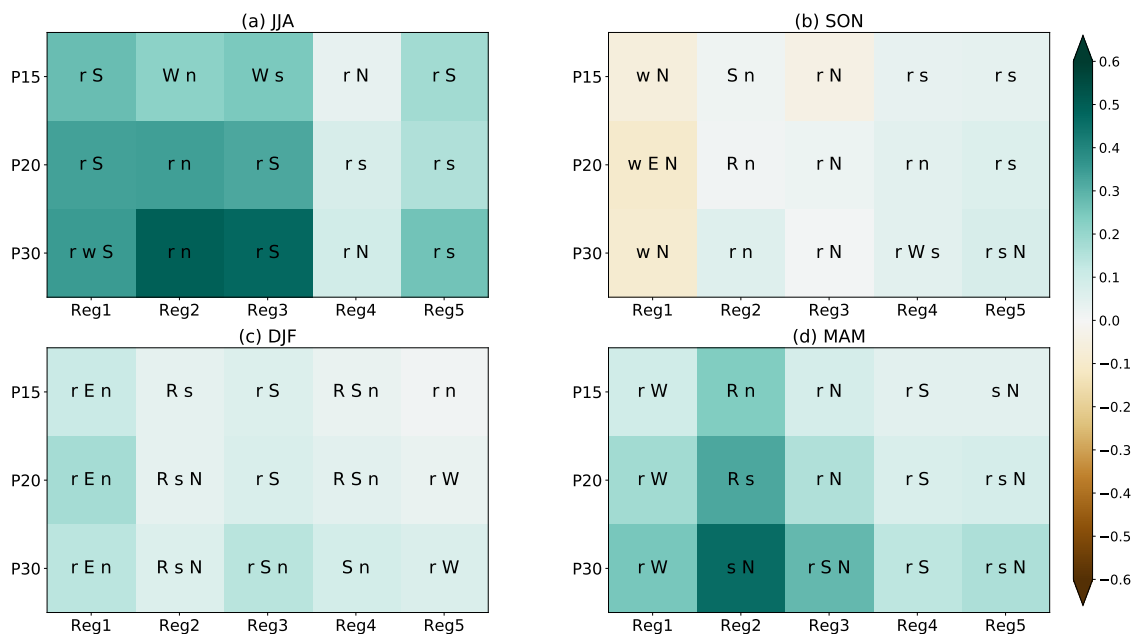 (a) JJA
P15 r S W n W s r N r S
P20 r S r n r S r s r s
P30 r w S r n r S r N r s
Reg1 Reg2 Reg3 Reg4 Reg5
(b) SON
w N S n r N r s r s
w E N R n r N r n r s
w N r n r N r W s r s N
Reg1 Reg2 Reg3 Reg4 Reg5
(c) DJF
P15 r E n R s r S R S n r n
P20 r E n R s N r S R S n r W
P30 r E n R s N r S n S n r W
Reg1 Reg2 Reg3 Reg4 Reg5
(d) MAM
P15 r W R n r N r S s N
P20 r W R s r N r S r s N
P30 r W s N r S N r S r s N
Reg1 Reg2 Reg3 Reg4 Reg5
0.6
0.5
0.4
0.3
0.2
0.1
0.0
−0.1
−0.2
−0.3
−0.4
−0.5
−0.6